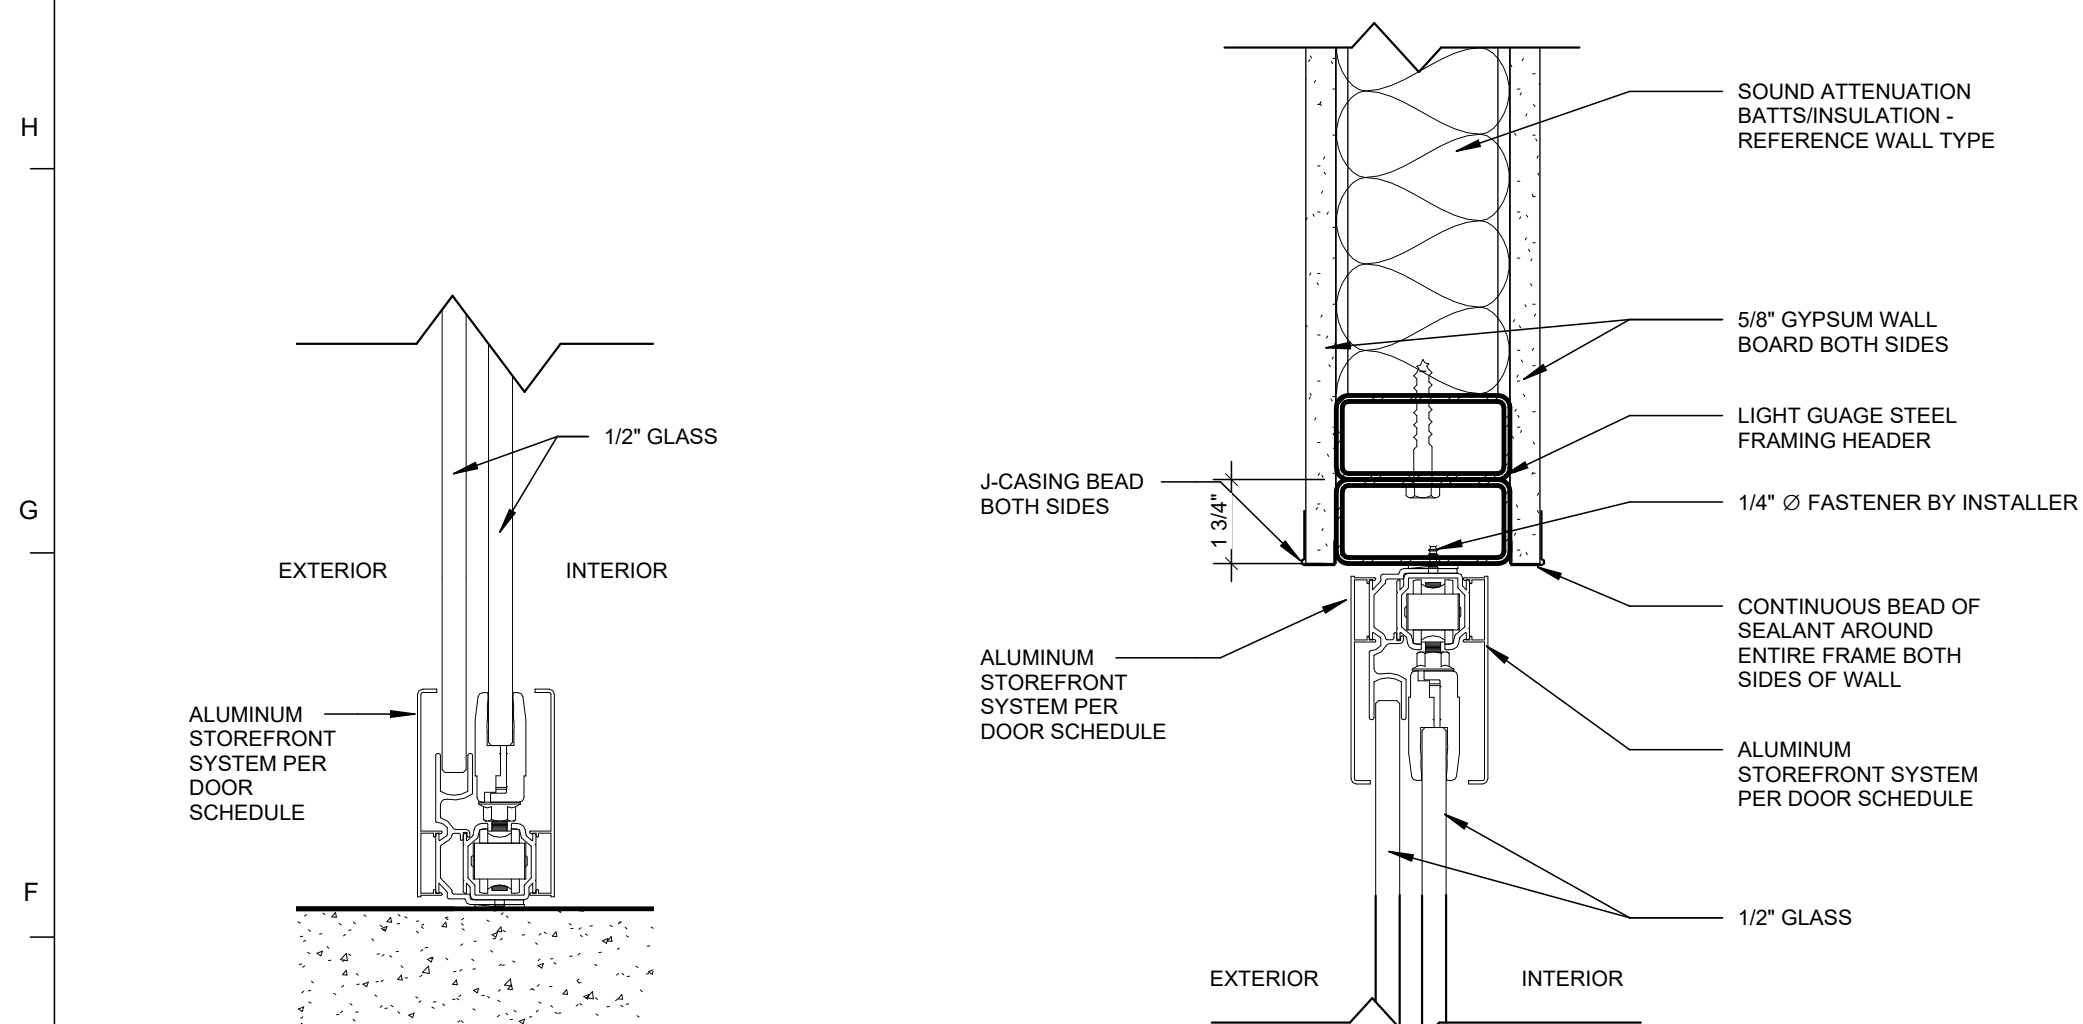 H
G
F
1/2" GLASS
EXTERIOR
INTERIOR
ALUMINUM
STOREFRONT
SYSTEM PER
DOOR
SCHEDULE
J-CASING BEAD
BOTH SIDES
1 3/4"
ALUMINUM
STOREFRONT
SYSTEM PER
DOOR SCHEDULE
SOUND ATTENUATION
BATTS/INSULATION -
REFERENCE WALL TYPE
5/8" GYPSUM WALL
BOARD BOTH SIDES
LIGHT GUAGE STEEL
FRAMING HEADER
1/4" Ø FASTENER BY INSTALLER
CONTINUOUS BEAD OF
SEALANT AROUND
ENTIRE FRAME BOTH
SIDES OF WALL
ALUMINUM
STOREFRONT SYSTEM
PER DOOR SCHEDULE
1/2" GLASS
EXTERIOR
INTERIOR